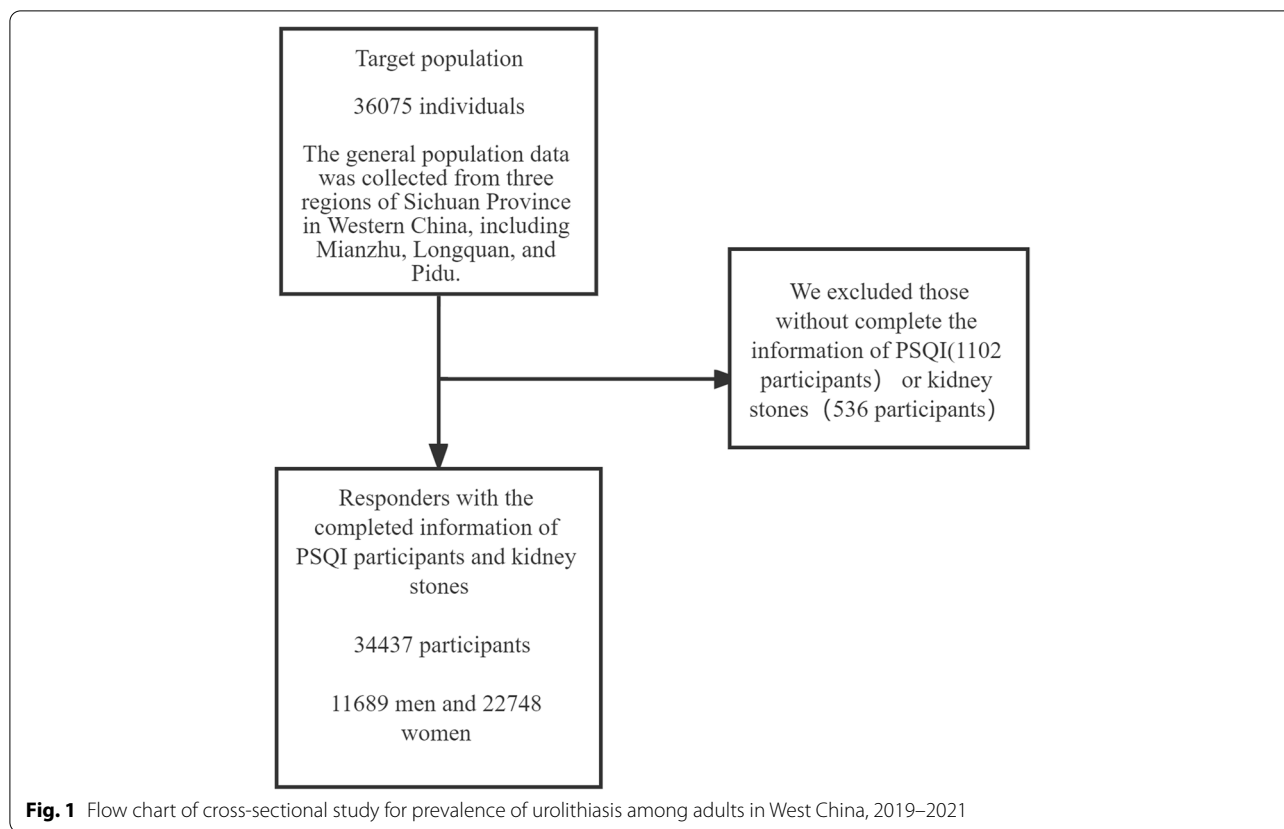 Target population
36075 individuals
The general population data
was collected from three
regions of Sichuan Province
in Western China, including
Mianzhu, Longquan, and
Pidu.
We excluded those
without complete the
information of PSQI(1102
participants） or kidney
stones（536 participants）
Responders with the
completed information of
PSQI participants and kidney
stones
34437 participants
11689 men and 22748
women
Fig. 1 Flow chart of cross-sectional study for prevalence of urolithiasis among adults in West China, 2019–2021